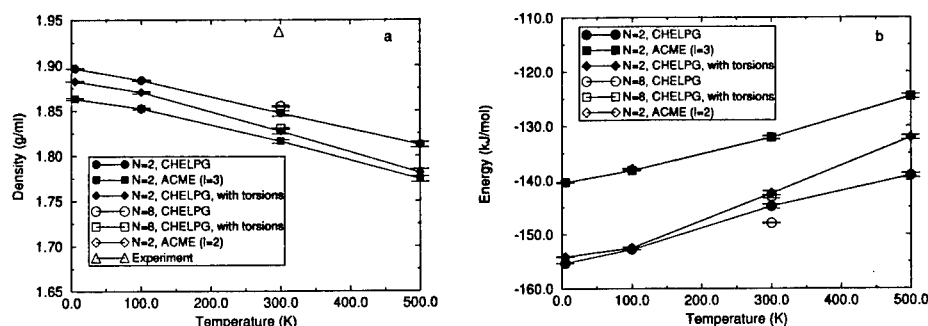 1.95
1.90
1.85
1.80
1.75
1.70
1.65
Density (g/ml)
a
N=2, CHELPG
N=2, ACME (l=3)
N=2, CHELPG, with torsions
N=8, CHELPG
N=8, CHELPG, with torsions
N=2, ACME (l=2)
Experiment
0.0 100.0 200.0 300.0 400.0 500.0
Temperature (K)
-110.0
-120.0
-130.0
-140.0
-150.0
-160.0
Energy (kJ/mol)
b
N=2, CHELPG
N=2, ACME (l=3)
N=2, CHELPG, with torsions
N=8, CHELPG
N=8, CHELPG, with torsions
N=2, ACME (l=2)
0.0 100.0 200.0 300.0 400.0 500.0
Temperature (K)